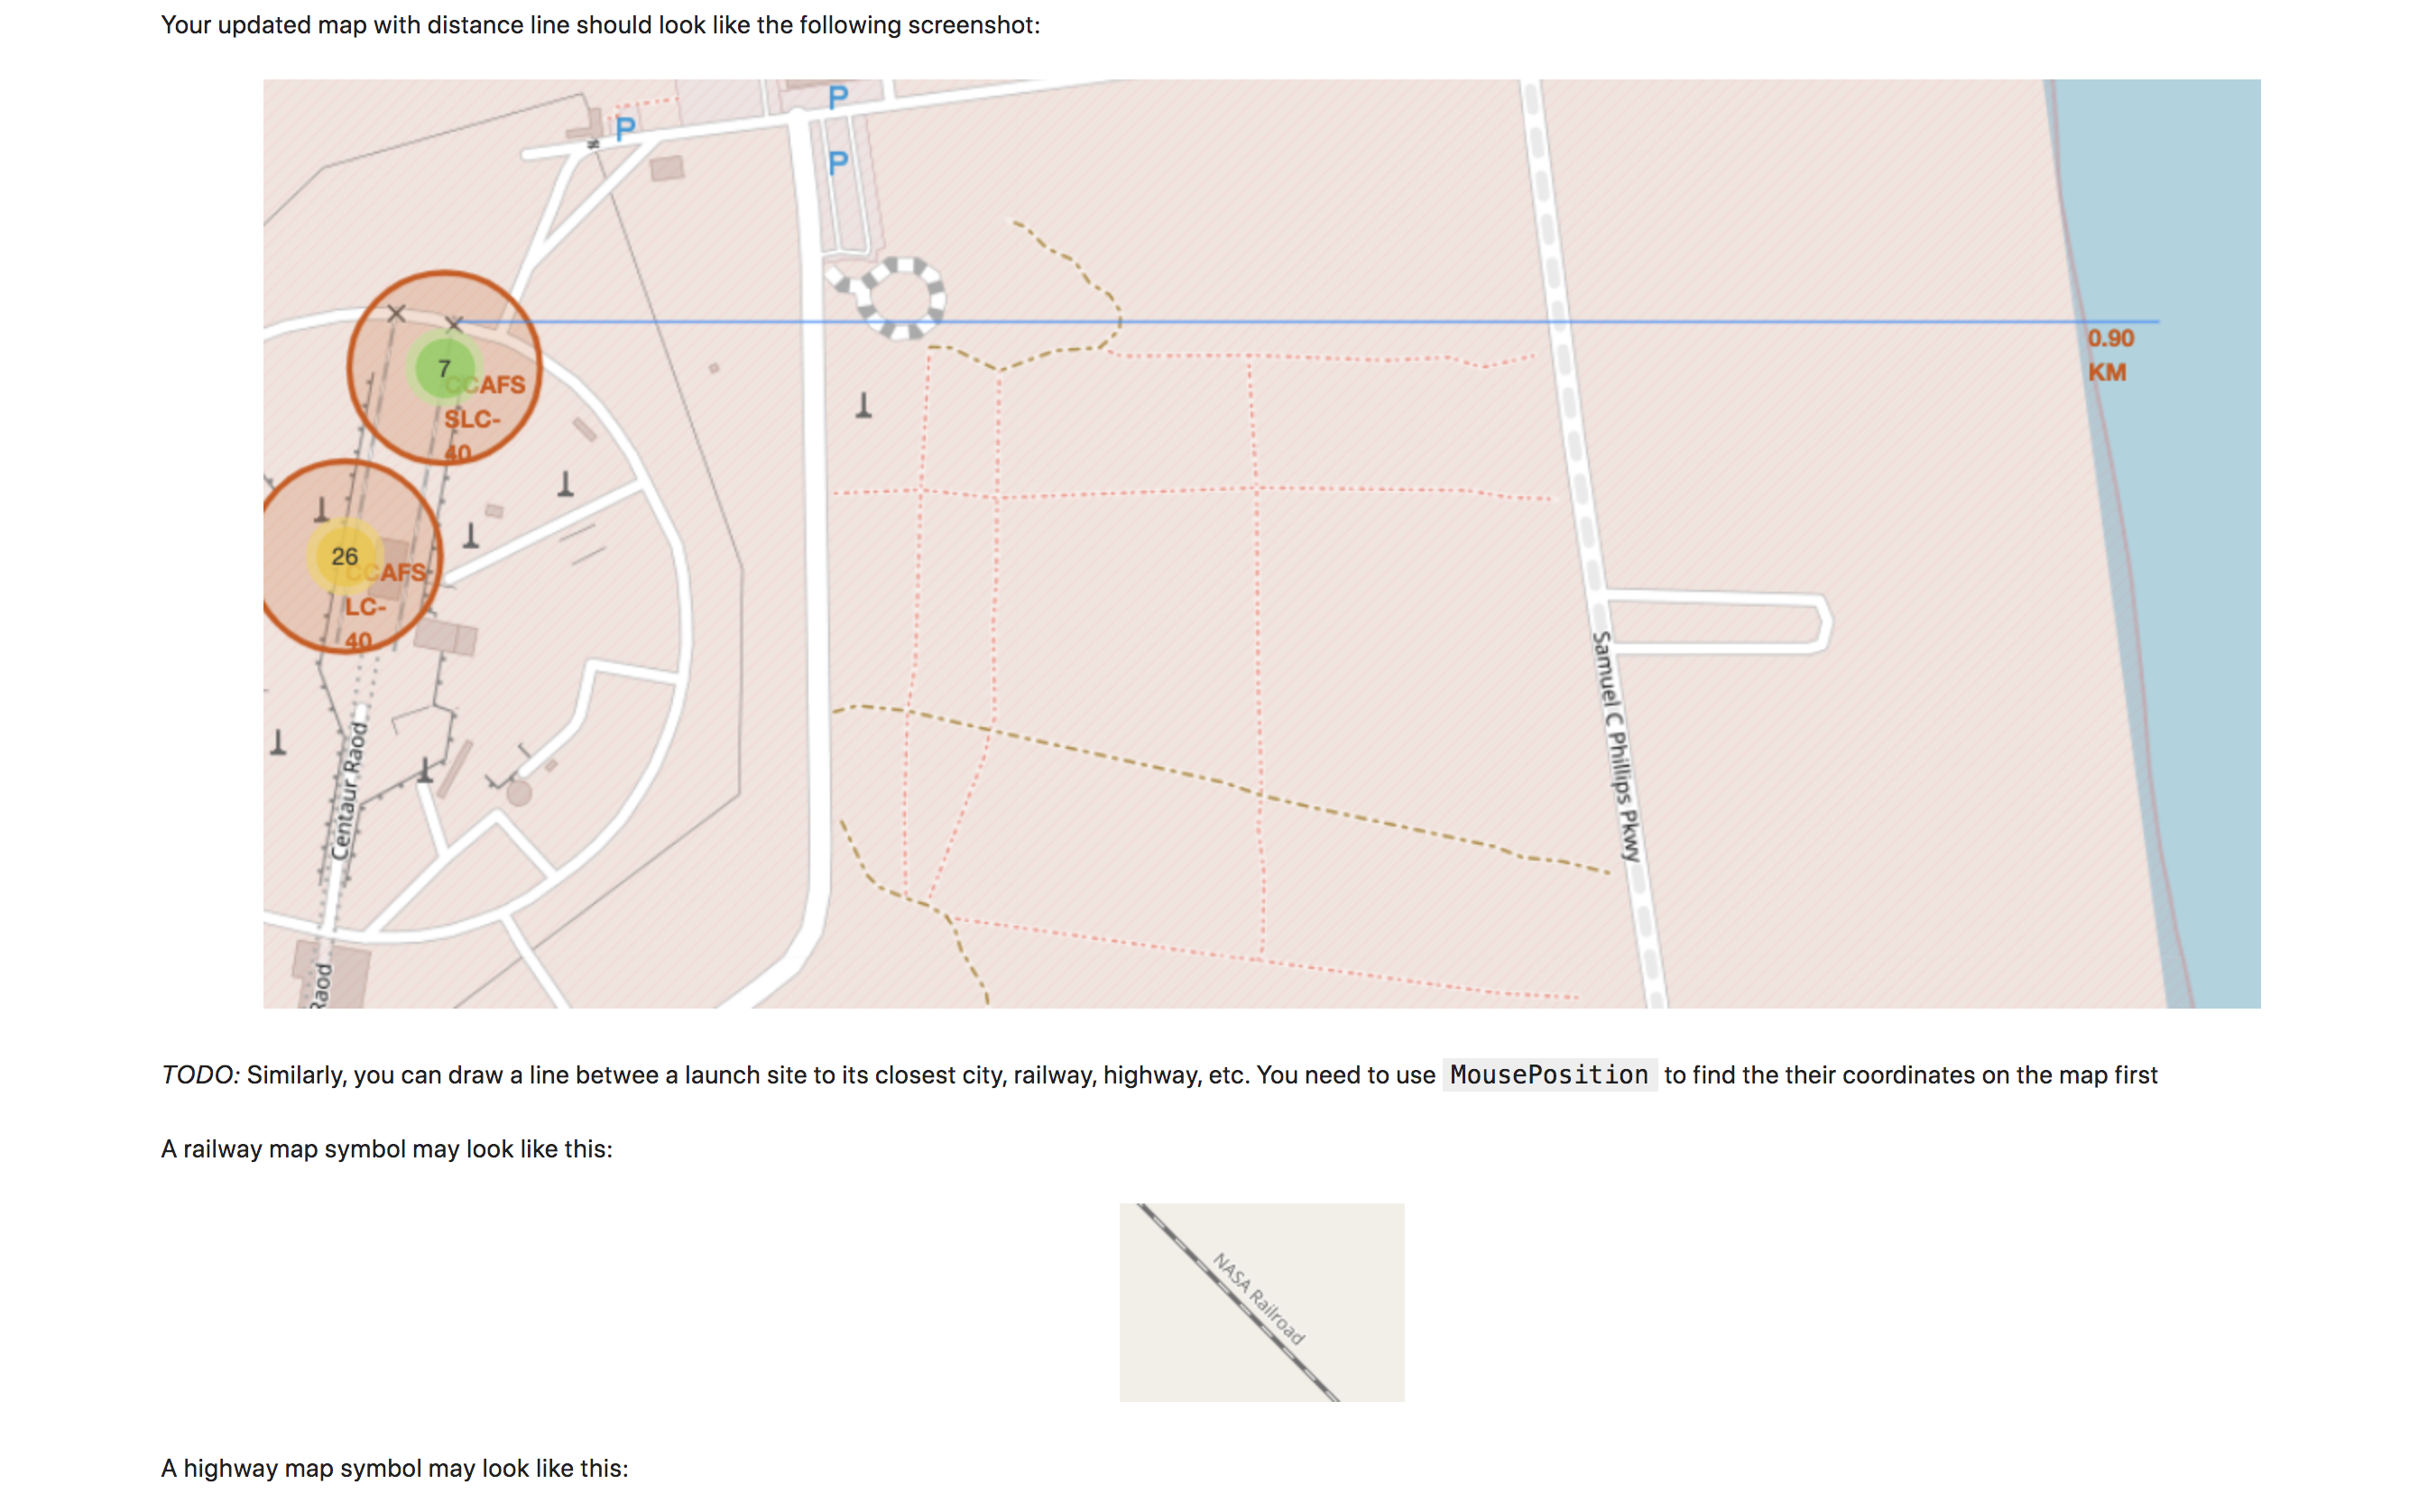 Your updated map with distance line should look like the following screenshot:
P
P
P
7
CCAFS
SLC-
40
0.90
KM
26
CCAFS
LC-
40
Samuel C Phillips Pkwy
Centaur Raod
Raod
TODO: Similarly, you can draw a line betwee a launch site to its closest city, railway, highway, etc. You need to use MousePosition to find the their coordinates on the map first
A railway map symbol may look like this:
NASA Railroad
A highway map symbol may look like this: